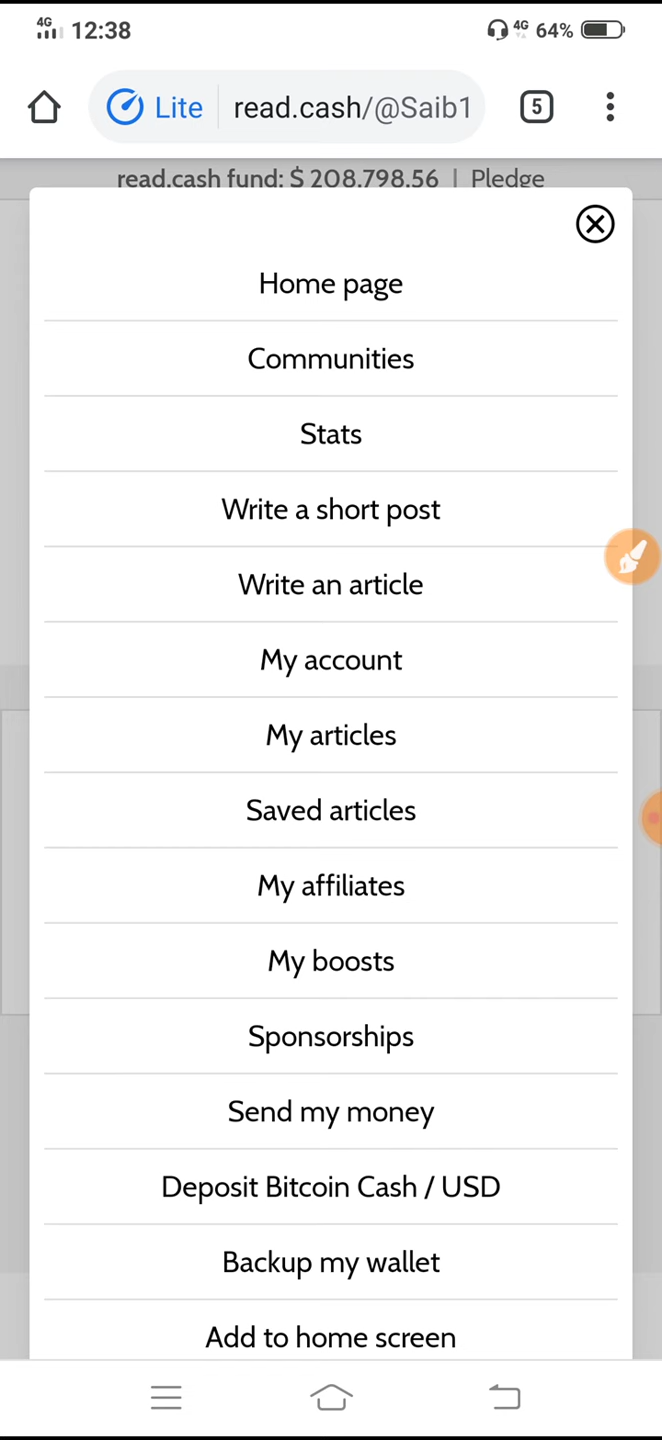 4G 12:38 4G 64%
Lite read.cash/@Saib1 5
read.cash fund: $ 208,798.56 | Pledge
Home page
Communities
Stats
Write a short post
Write an article
My account
My articles
Saved articles
My affiliates
My boosts
Sponsorships
Send my money
Deposit Bitcoin Cash / USD
Backup my wallet
Add to home screen